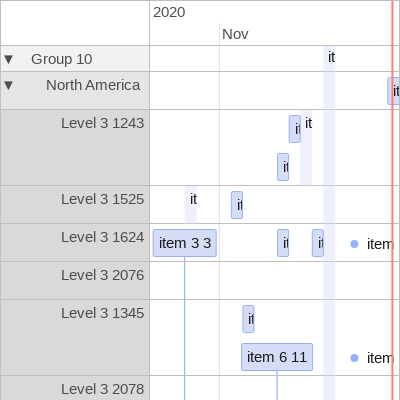 2020
Nov
▼ Group 10 it
▼ North America it
Level 3 1243 it it
it
Level 3 1525 it it
Level 3 1624 item 3 3 it it item
Level 3 2076
Level 3 1345 it
item 6 11 item
Level 3 2078